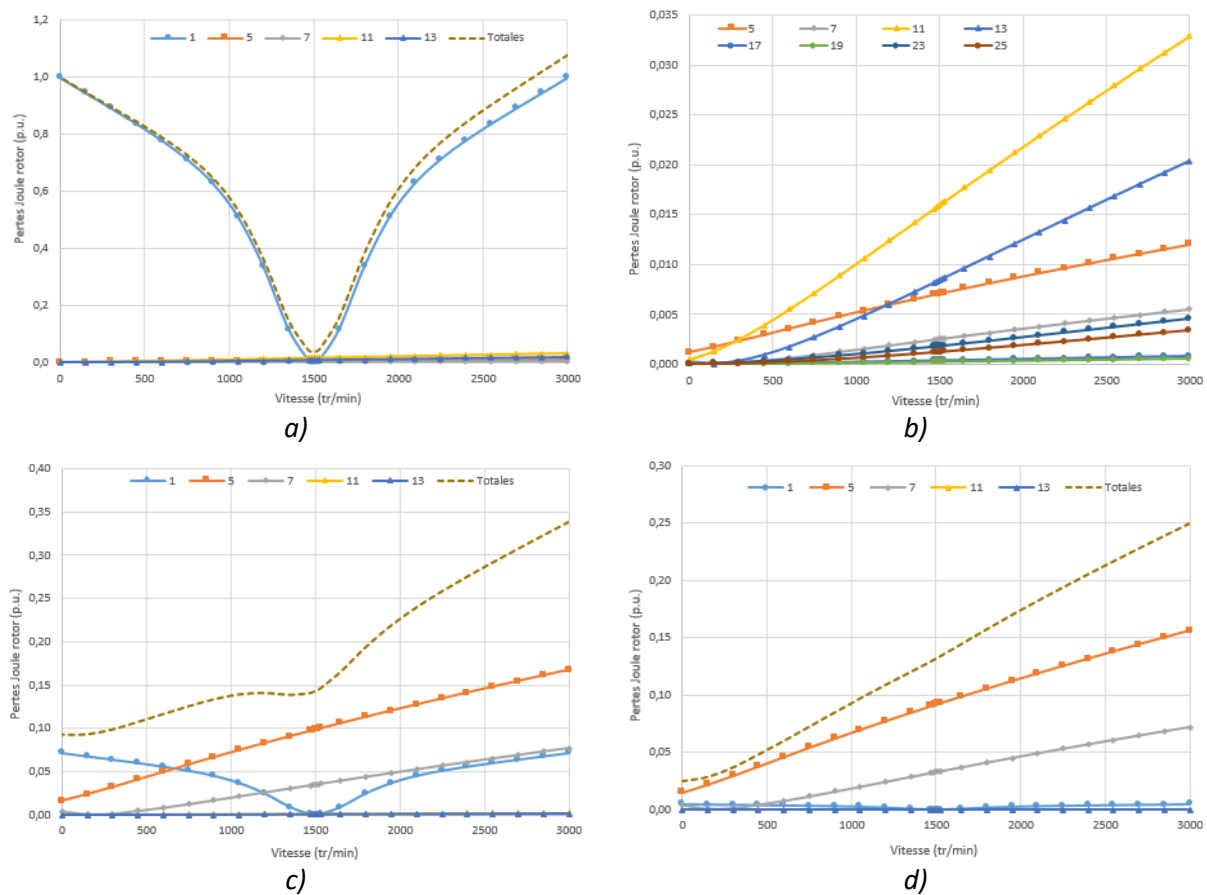 1 5 7 11 13 Totales
Pertes Joule rotor (p.u.)
1,2
1,0
0,8
0,6
0,4
0,2
0,0
0 500 1000 1500 2000 2500 3000
Vitesse (tr/min)
a)
5 7 11 13
17 19 23 25
Pertes Joule rotor (p.u.)
0,035
0,030
0,025
0,020
0,015
0,010
0,005
0,000
0 500 1000 1500 2000 2500 3000
Vitesse (tr/min)
b)
1 5 7 11 13 Totales
Pertes Joule rotor (p.u.)
0,40
0,35
0,30
0,25
0,20
0,15
0,10
0,05
0,00
0 500 1000 1500 2000 2500 3000
Vitesse (tr/min)
c)
1 5 7 11 13 Totales
Pertes Joule rotor (p.u.)
0,30
0,25
0,20
0,15
0,10
0,05
0,00
0 500 1000 1500 2000 2500 3000
Vitesse (tr/min)
d)